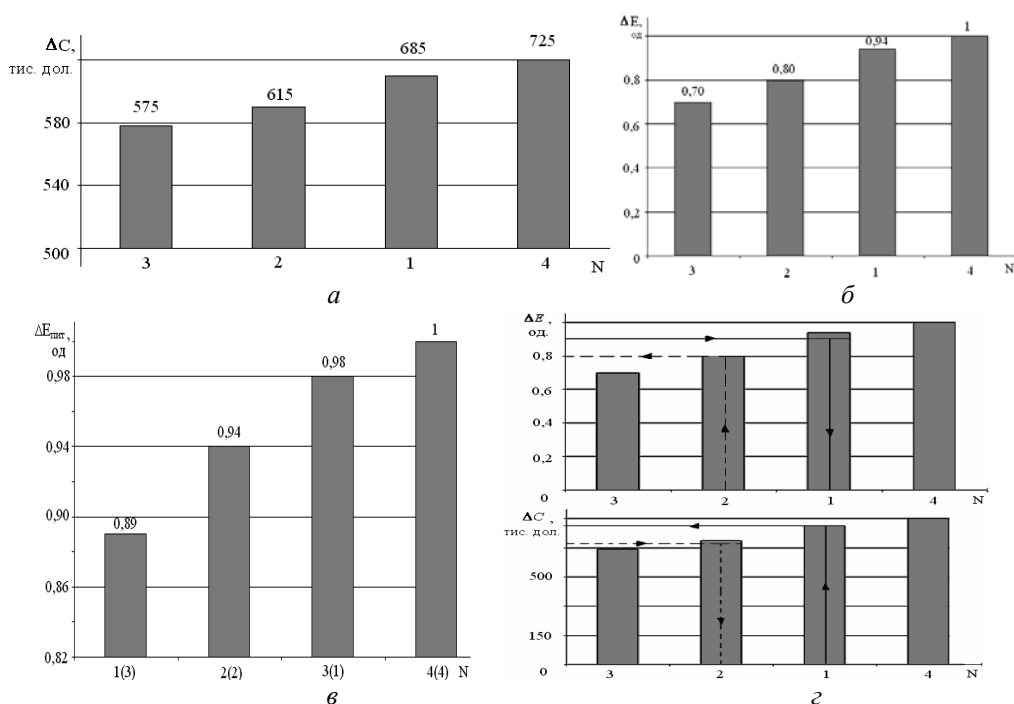 ΔC,
тис. дол.
575
615
685
725
580
540
500
3
2
1
4
N
а
ΔE,
од
0,70
0,80
0,94
1
0,8
0,6
0,4
0,2
0
3
2
1
4
N
б
ΔEпит,
од
0,89
0,94
0,98
1
0,98
0,94
0,90
0,86
0,82
1(3)
2(2)
3(1)
4(4)
N
в
ΔE,
од.
0,8
0,6
0,4
0,2
0
3
2
1
4
N
ΔC,
тис. дол.
500
150
0
3
2
1
4
N
г